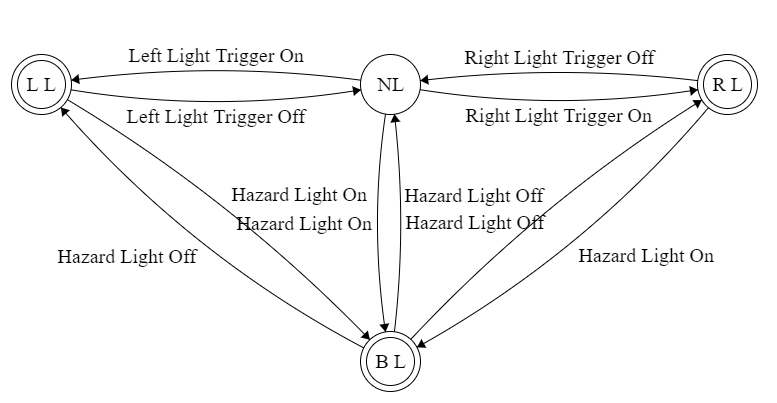 Left Light Trigger On
Right Light Trigger Off
L L
NL
R L
Left Light Trigger Off
Right Light Trigger On
Hazard Light On
Hazard Light Off
Hazard Light On
Hazard Light Off
Hazard Light Off
Hazard Light On
B L